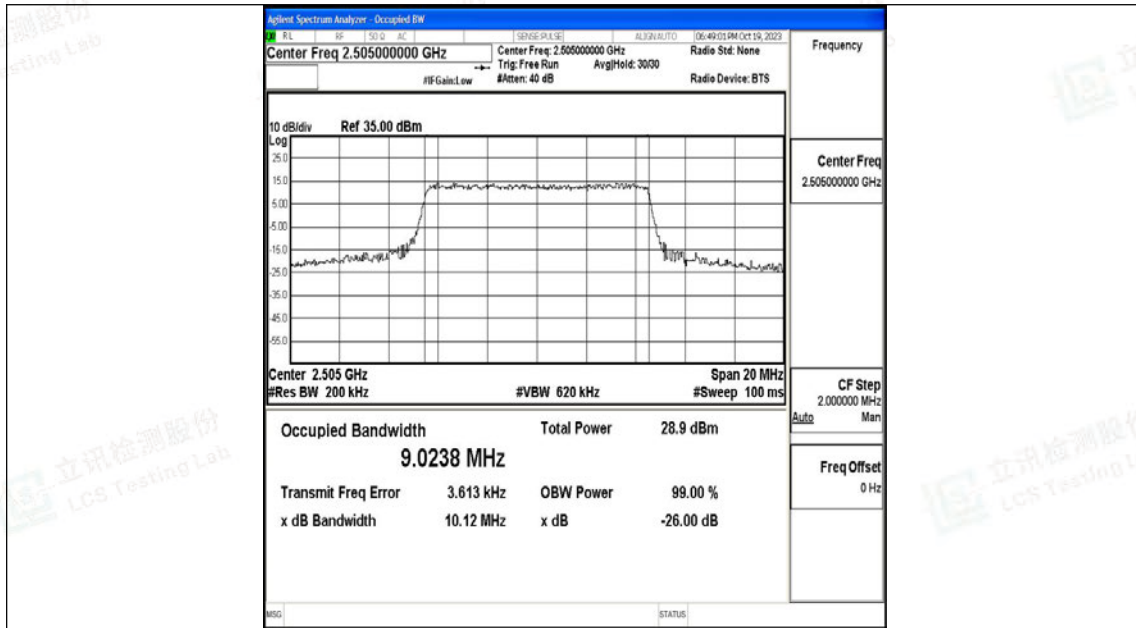 Agilent Spectrum Analyzer - Occupied BW
RL RF 50 Ω AC SENSE:PULSE ALIGNAUTO 06:49:01 PM Oct 19, 2023
Center Freq 2.505000000 GHz
Center Freq: 2.505000000 GHz
Radio Std: None
Trig: Free Run
Avg|Hold: 30/30
#IFGain:Low
#Atten: 40 dB
Radio Device: BTS
10 dB/div Ref 35.00 dBm
Log
25.0
15.0
5.00
-5.00
-15.0
-25.0
-35.0
-45.0
-55.0
Center 2.505 GHz
Span 20 MHz
#Res BW 200 kHz
#VBW 620 kHz
#Sweep 100 ms
Occupied Bandwidth
Total Power 28.9 dBm
9.0238 MHz
Transmit Freq Error 3.613 kHz
OBW Power 99.00 %
x dB Bandwidth 10.12 MHz
x dB -26.00 dB
MSG
STATUS
Frequency
Center Freq
2.505000000 GHz
CF Step
2.000000 MHz
Auto Man
Freq Offset
0 Hz
立讯检测股份
LCS Testing Lab
立讯检测股份
LCS Testing L
测股份
esting Lab
立